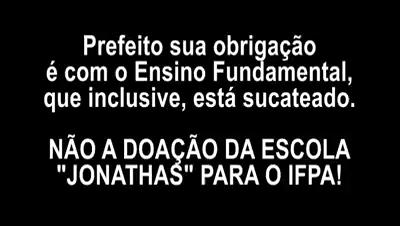 Prefeito sua obrigação
é com o Ensino Fundamental,
que inclusive, está sucateado.
NÃO A DOAÇÃO DA ESCOLA
"JONATHAS" PARA O IFPA!